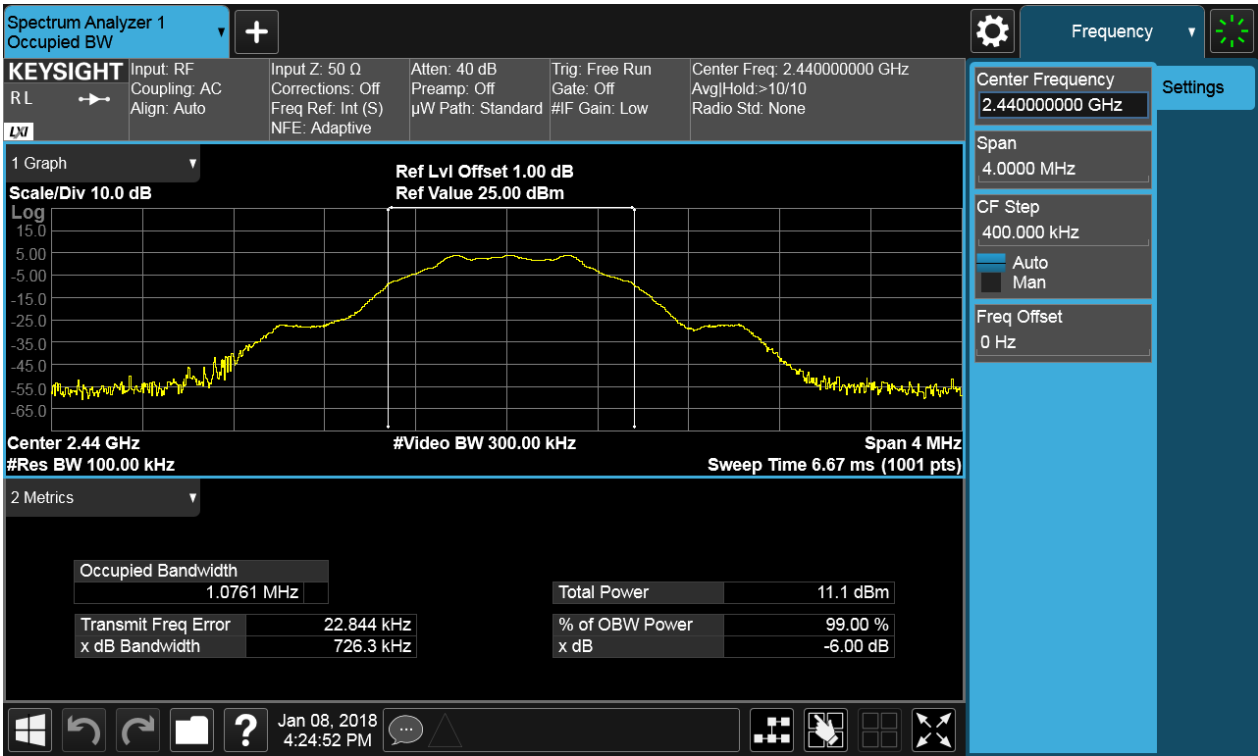 Spectrum Analyzer 1
Occupied BW
+
Frequency
KEYSIGHT
R L
LXI
Input: RF
Coupling: AC
Align: Auto
Input Z: 50 Ω
Corrections: Off
Freq Ref: Int (S)
NFE: Adaptive
Atten: 40 dB
Preamp: Off
µW Path: Standard
Trig: Free Run
Gate: Off
#IF Gain: Low
Center Freq: 2.440000000 GHz
Avg|Hold:>10/10
Radio Std: None
1 Graph
Scale/Div 10.0 dB
Ref Lvl Offset 1.00 dB
Ref Value 25.00 dBm
Log
15.0
5.00
-5.00
-15.0
-25.0
-35.0
-45.0
-55.0
-65.0
Center 2.44 GHz
#Video BW 300.00 kHz
Span 4 MHz
#Res BW 100.00 kHz
Sweep Time 6.67 ms (1001 pts)
2 Metrics
Occupied Bandwidth
1.0761 MHz
Total Power 11.1 dBm
Transmit Freq Error 22.844 kHz
% of OBW Power 99.00 %
x dB Bandwidth 726.3 kHz
x dB -6.00 dB
Center Frequency
2.440000000 GHz
Settings
Span
4.0000 MHz
CF Step
400.000 kHz
Auto
Man
Freq Offset
0 Hz
?
Jan 08, 2018
4:24:52 PM